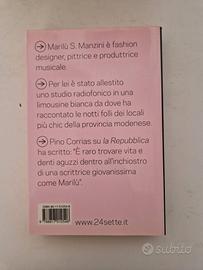 Marilù S. Manzini è fashion
designer, pittrice e produttrice
musicale.
Per lei è stato allestito
uno studio radiofonico in una
limousine bianca da dove ha
raccontato le notti folli dei locali
più chic della provincia modenese.
Pino Corrias su la Repubblica
ha scritto: "È raro trovare vita e
denti aguzzi dentro all'inchiostro
di una scrittrice giovanissima
come Marilù".
www.24sette.it
subito